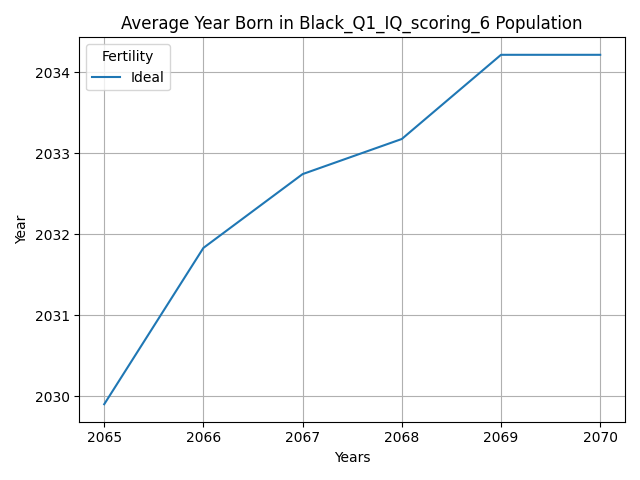 Average Year Born in Black_Q1_IQ_scoring_6 Population
Fertility
Ideal
2034
2033
2032
2031
2030
Year
2065 2066 2067 2068 2069 2070
Years